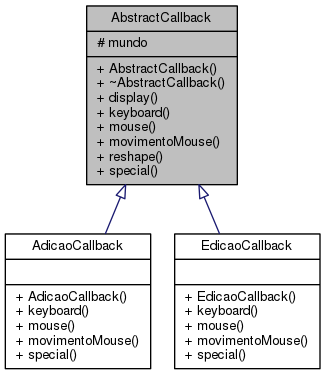 AbstractCallback
# mundo
+ AbstractCallback()
+ ~AbstractCallback()
+ display()
+ keyboard()
+ mouse()
+ movimentoMouse()
+ reshape()
+ special()
AdicaoCallback
+ AdicaoCallback()
+ keyboard()
+ mouse()
+ movimentoMouse()
+ special()
EdicaoCallback
+ EdicaoCallback()
+ keyboard()
+ mouse()
+ movimentoMouse()
+ special()